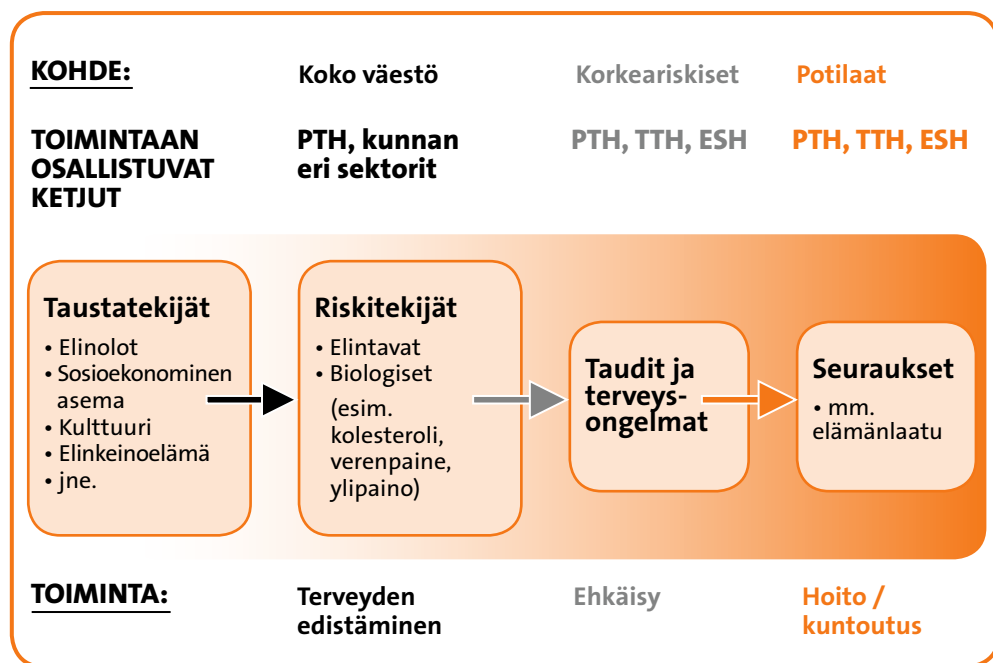 KOHDE:
Koko väestö
Korkeariskiset
Potilaat
TOIMINTAAN
OSALLISTUVAT
KETJUT
PTH, kunnan
eri sektorit
PTH, TTH, ESH
PTH, TTH, ESH
Taustatekijät
• Elinolot
• Sosioekonominen
asema
• Kulttuuri
• Elinkeinoelämä
• jne.
Riskitekijät
• Elintavat
• Biologiset
(esim.
kolesteroli,
verenpaine,
ylipaino)
Taudit ja
terveys-
ongelmat
Seuraukset
• mm.
elämänlaatu
TOIMINTA:
Terveyden
edistäminen
Ehkäisy
Hoito /
kuntoutus